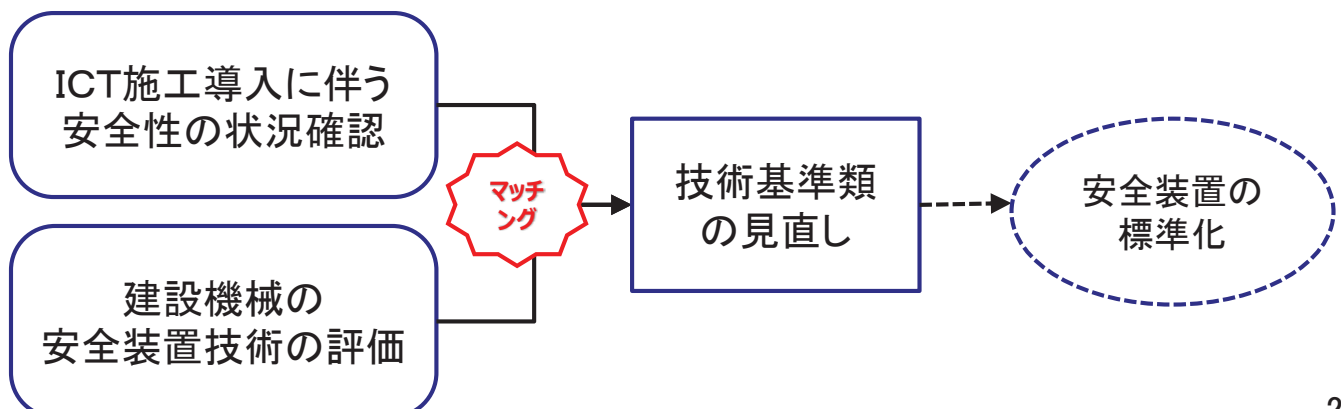 ICT施工導入に伴う
安全性の状況確認
マッチ
ング
技術基準類
の見直し
安全装置の
標準化
建設機械の
安全装置技術の評価
2